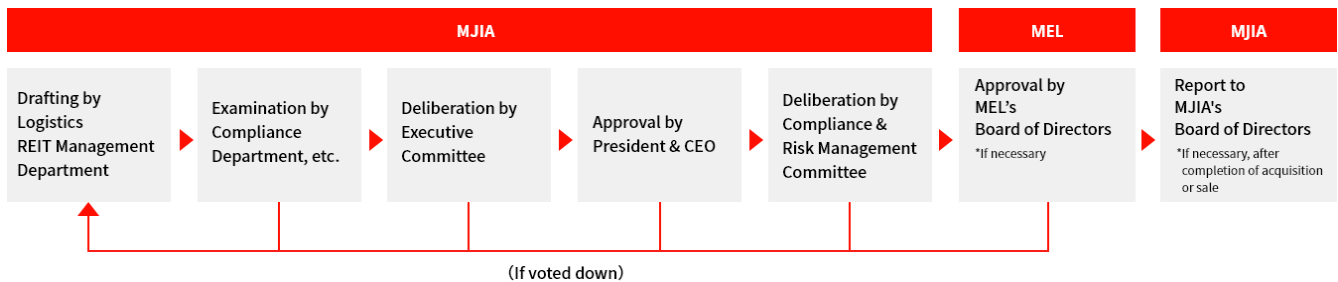 MJIA
MEL
MJIA
Drafting by
Logistics
REIT Management
Department
Examination by
Compliance
Department, etc.
Deliberation by
Executive
Committee
Approval by
President & CEO
Deliberation by
Compliance &
Risk Management
Committee
Approval by
MEL’s
Board of Directors
*If necessary
Report to
MJIA's
Board of Directors
*If necessary, after
completion of acquisition
or sale
(If voted down)